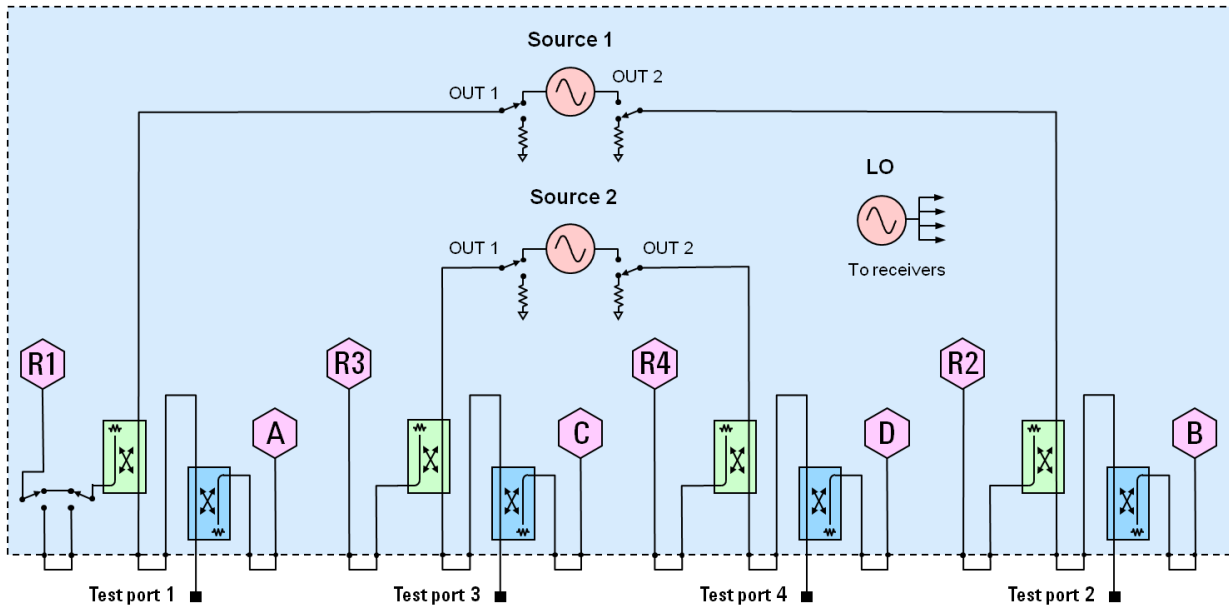 Source 1
OUT 1
OUT 2
LO
Source 2
OUT 1
OUT 2
To receivers
R1
R3
R4
R2
A
C
D
B
Test port 1
Test port 3
Test port 4
Test port 2